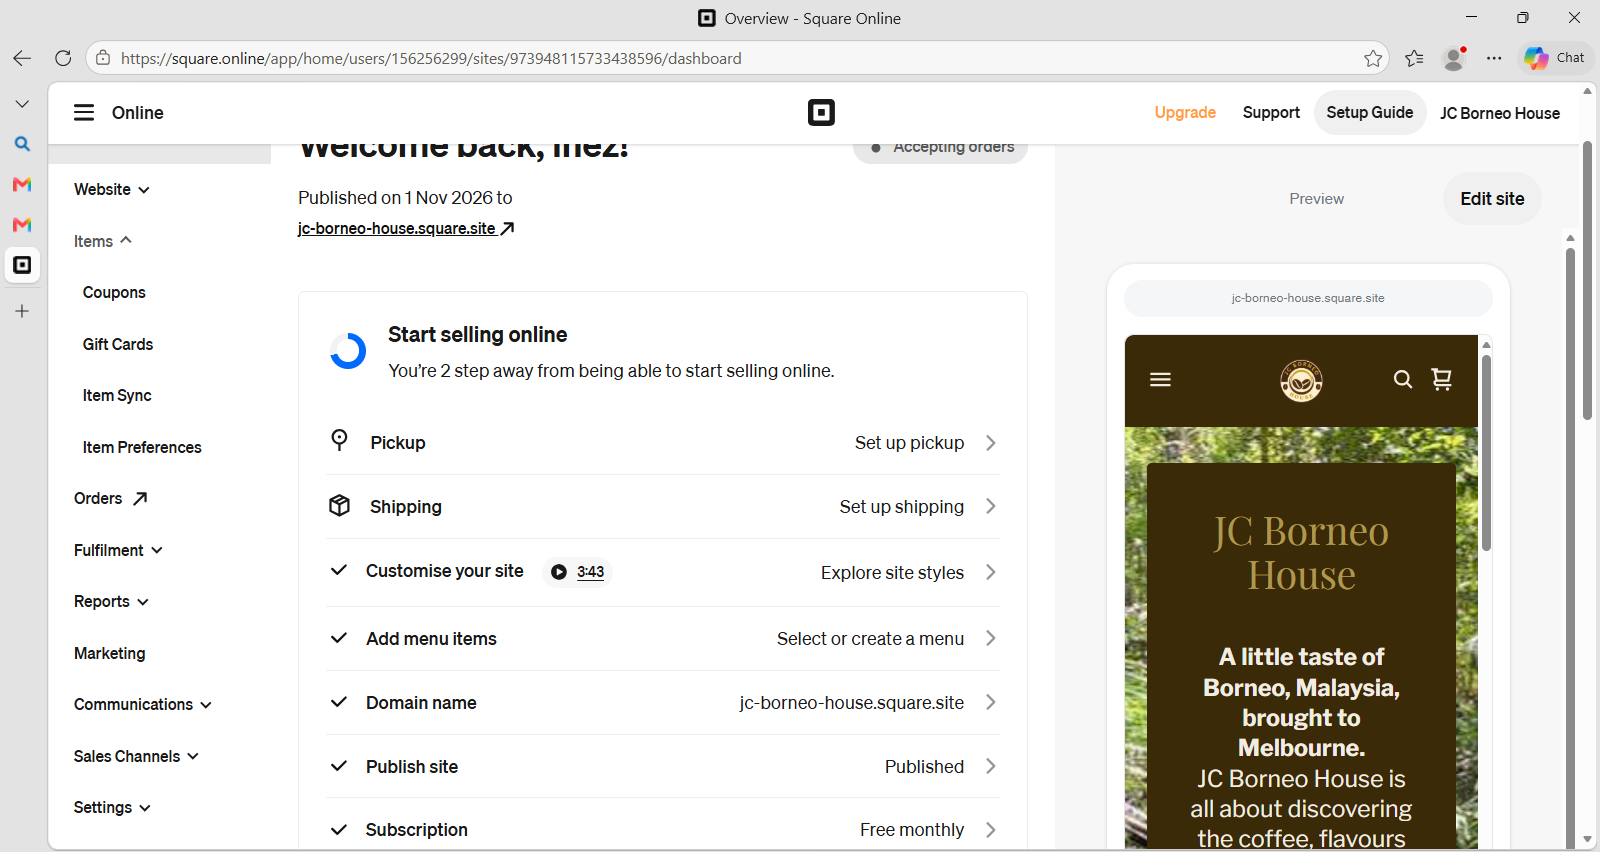 Overview - Square Online
https://square.online/app/home/users/156256299/sites/973948115733438596/dashboard
Chat
Online
Upgrade
Support
Setup Guide
JC Borneo House
Website
Items
Coupons
Gift Cards
Item Sync
Item Preferences
Orders
Fulfilment
Reports
Marketing
Communications
Sales Channels
Settings
Welcome back, Inez!
Accepting orders
Published on 1 Nov 2026 to
jc-borneo-house.square.site
Start selling online
You're 2 step away from being able to start selling online.
Pickup
Set up pickup
Shipping
Set up shipping
Customise your site
3:43
Explore site styles
Add menu items
Select or create a menu
Domain name
jc-borneo-house.square.site
Publish site
Published
Subscription
Free monthly
Preview
Edit site
jc-borneo-house.square.site
JC BORNEO
HOUSE
JC Borneo
House
A little taste of
Borneo, Malaysia,
brought to
Melbourne.
JC Borneo House is
all about discovering
the coffee, flavours